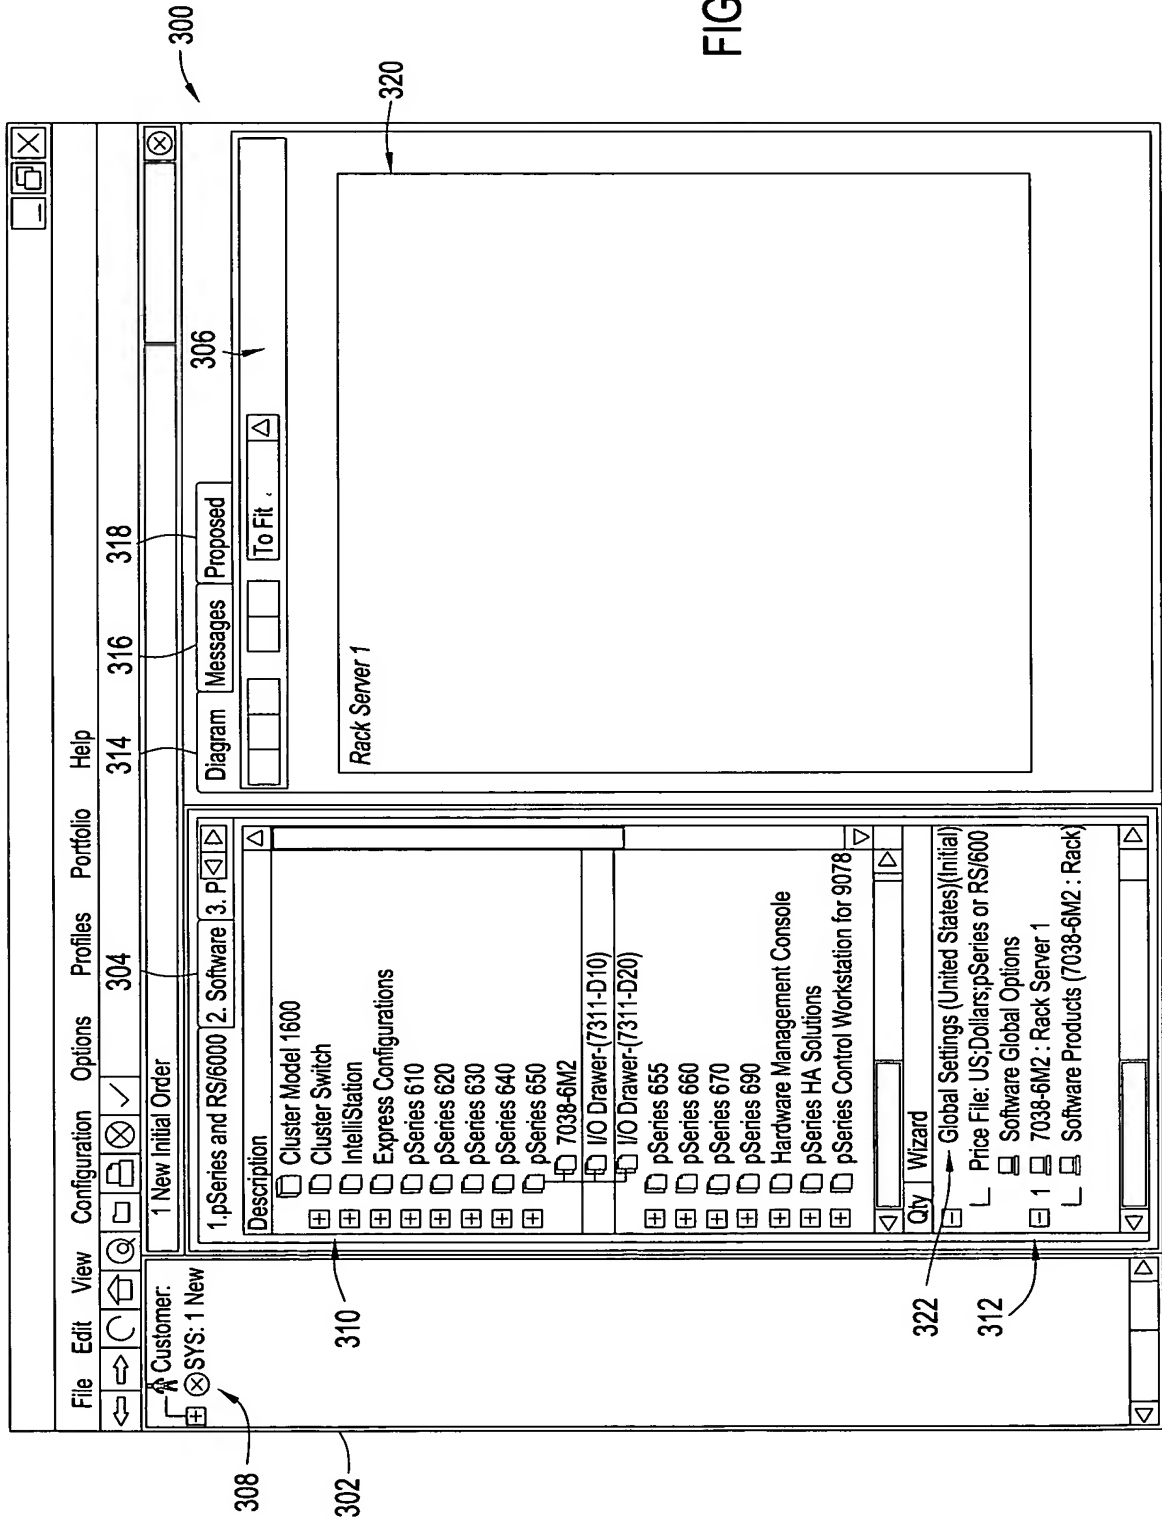 300
File Edit View Configuration Options Profiles Portfolio Help
304
314
316
318
1 New Initial Order
Customer:
SYS: 1 New
1.pSeries and RS/6000
2. Software
3. P
Description
Cluster Model 1600
Cluster Switch
IntelliStation
Express Configurations
pSeries 610
pSeries 620
pSeries 630
pSeries 640
pSeries 650
7038-6M2
I/O Drawer-(7311-D10)
I/O Drawer-(7311-D20)
pSeries 655
pSeries 660
pSeries 670
pSeries 690
Hardware Management Console
pSeries HA Solutions
pSeries Control Workstation for 9078
Qty Wizard
Global Settings (United States)(Initial)
Price File: US;Dollars;pSeries or RS/600
Software Global Options
1 7038-6M2 : Rack Server 1
Software Products (7038-6M2 : Rack)
Diagram
Messages
Proposed
306
To Fit
Rack Server 1
320
308
302
310
322
312
FIG